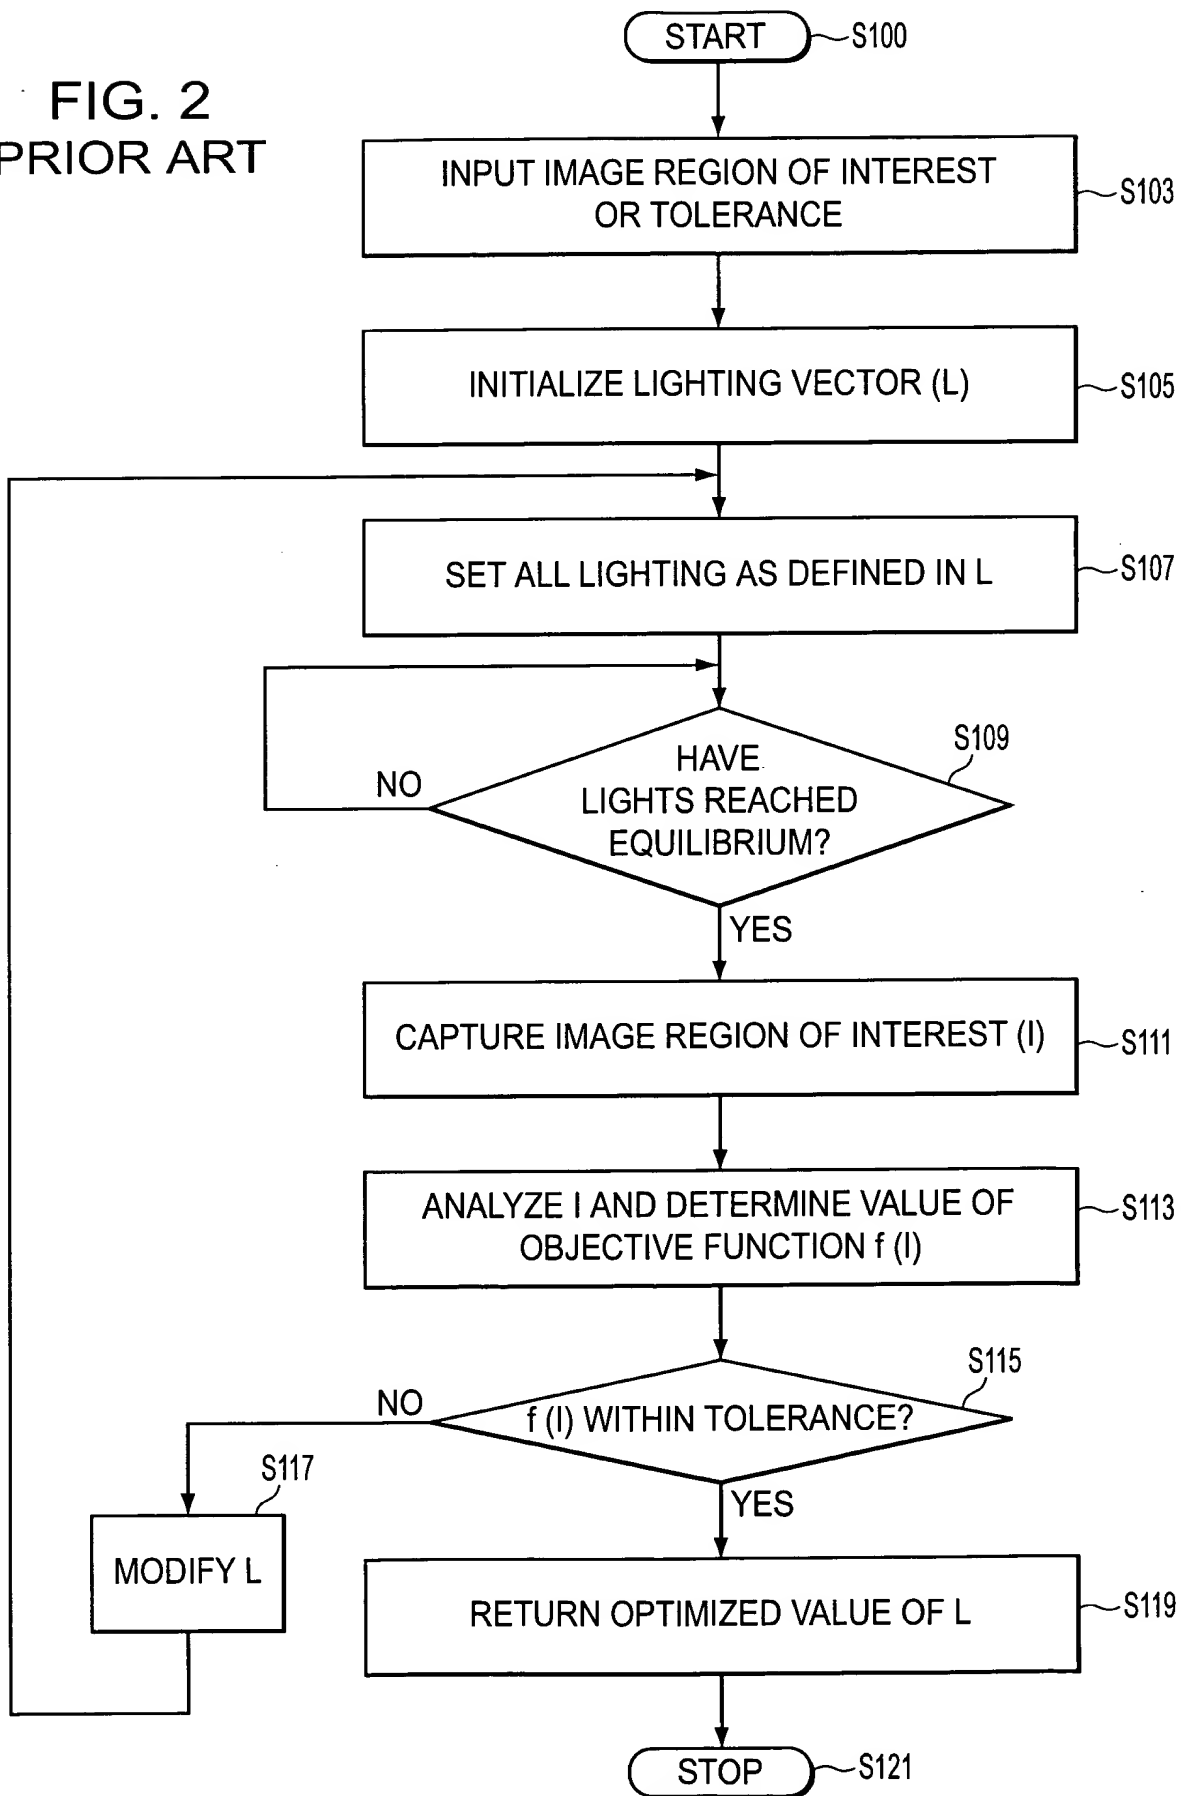 FIG. 2
PRIOR ART
START
S100
INPUT IMAGE REGION OF INTEREST
OR TOLERANCE
S103
INITIALIZE LIGHTING VECTOR (L)
S105
SET ALL LIGHTING AS DEFINED IN L
S107
HAVE
LIGHTS REACHED
EQUILIBRIUM?
S109
NO
YES
CAPTURE IMAGE REGION OF INTEREST (I)
S111
ANALYZE I AND DETERMINE VALUE OF
OBJECTIVE FUNCTION f (I)
S113
f (I) WITHIN TOLERANCE?
S115
NO
YES
S117
MODIFY L
RETURN OPTIMIZED VALUE OF L
S119
STOP
S121